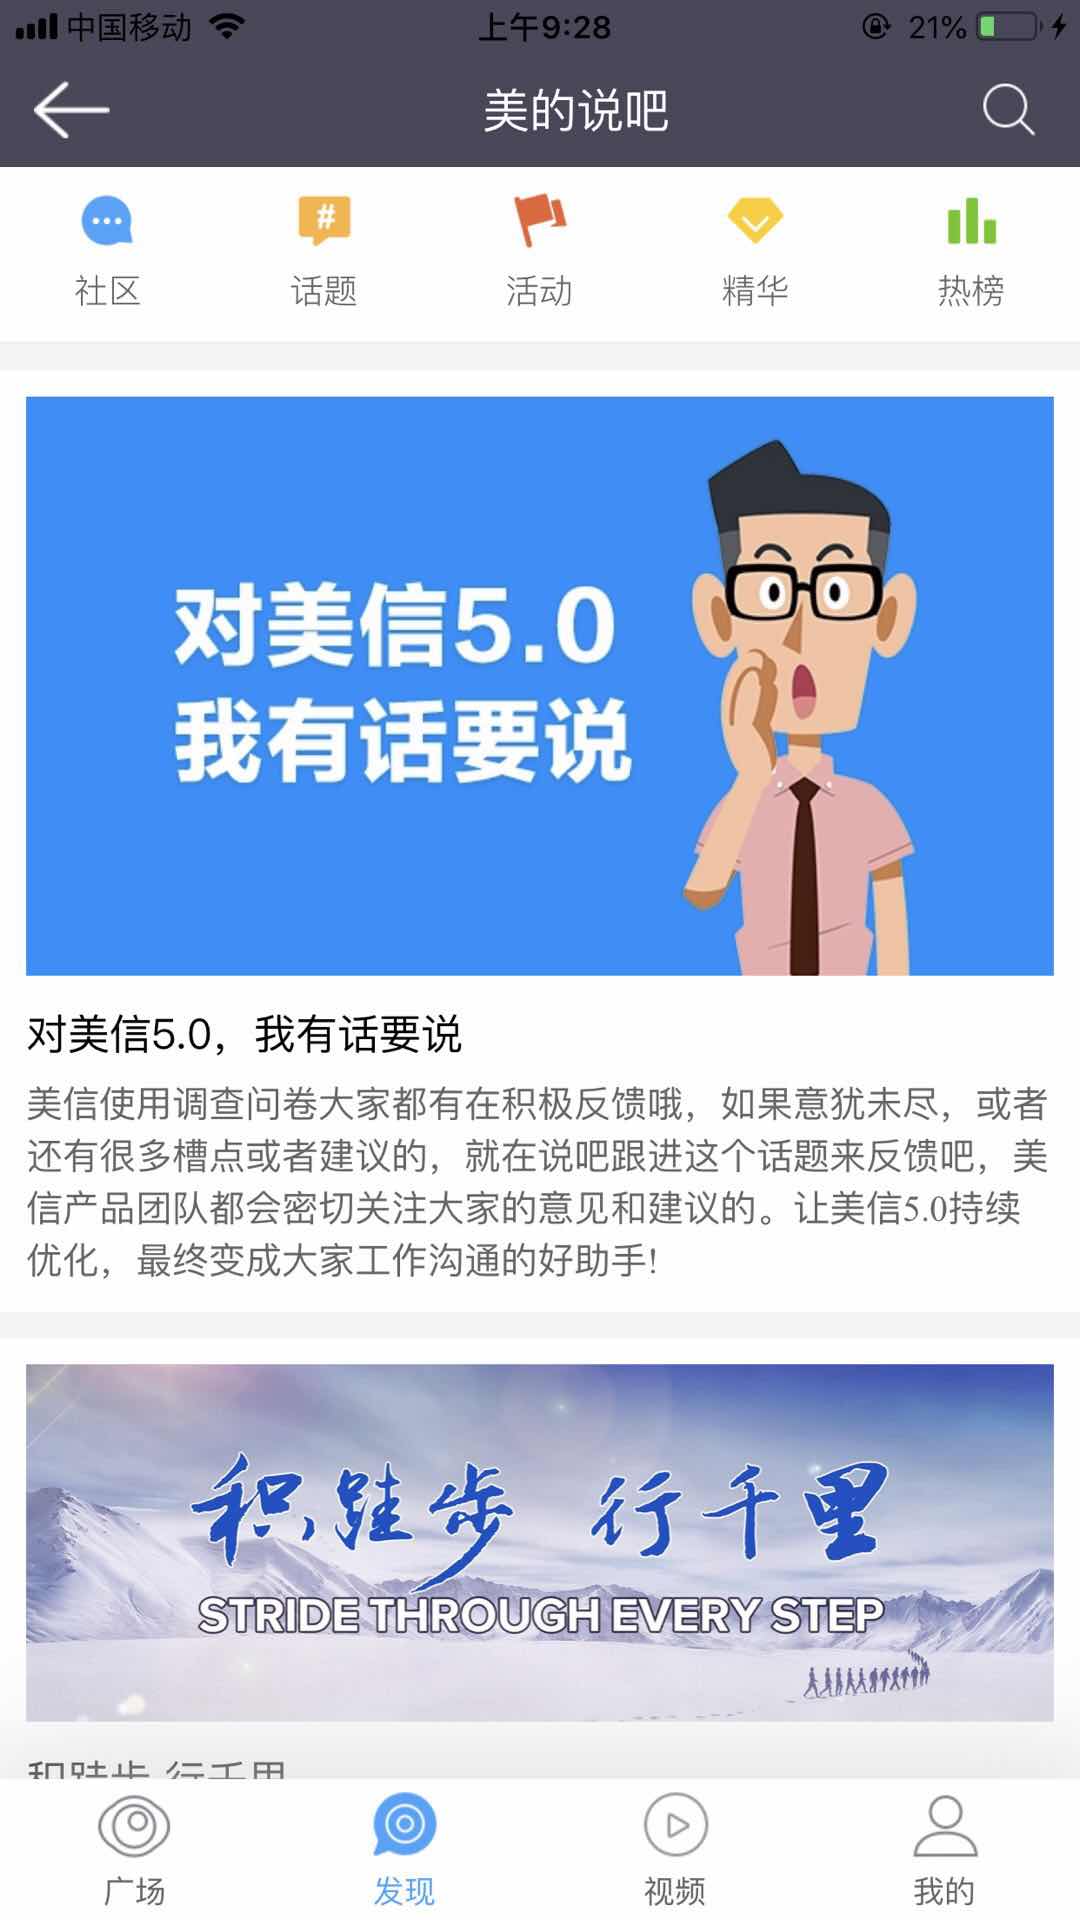 中国移动 上午9:28 21%
美的说吧
社区 话题 活动 精华 热榜
对美信5.0
我有话要说
对美信5.0，我有话要说
美信使用调查问卷大家都有在积极反馈哦，如果意犹未尽，或者
还有很多槽点或者建议的，就在说吧跟进这个话题来反馈吧，美
信产品团队都会密切关注大家的意见和建议的。让美信5.0持续
优化，最终变成大家工作沟通的好助手!
积跬步 行千里
STRIDE THROUGH EVERY STEP
积跬步 行千里
广场 发现 视频 我的